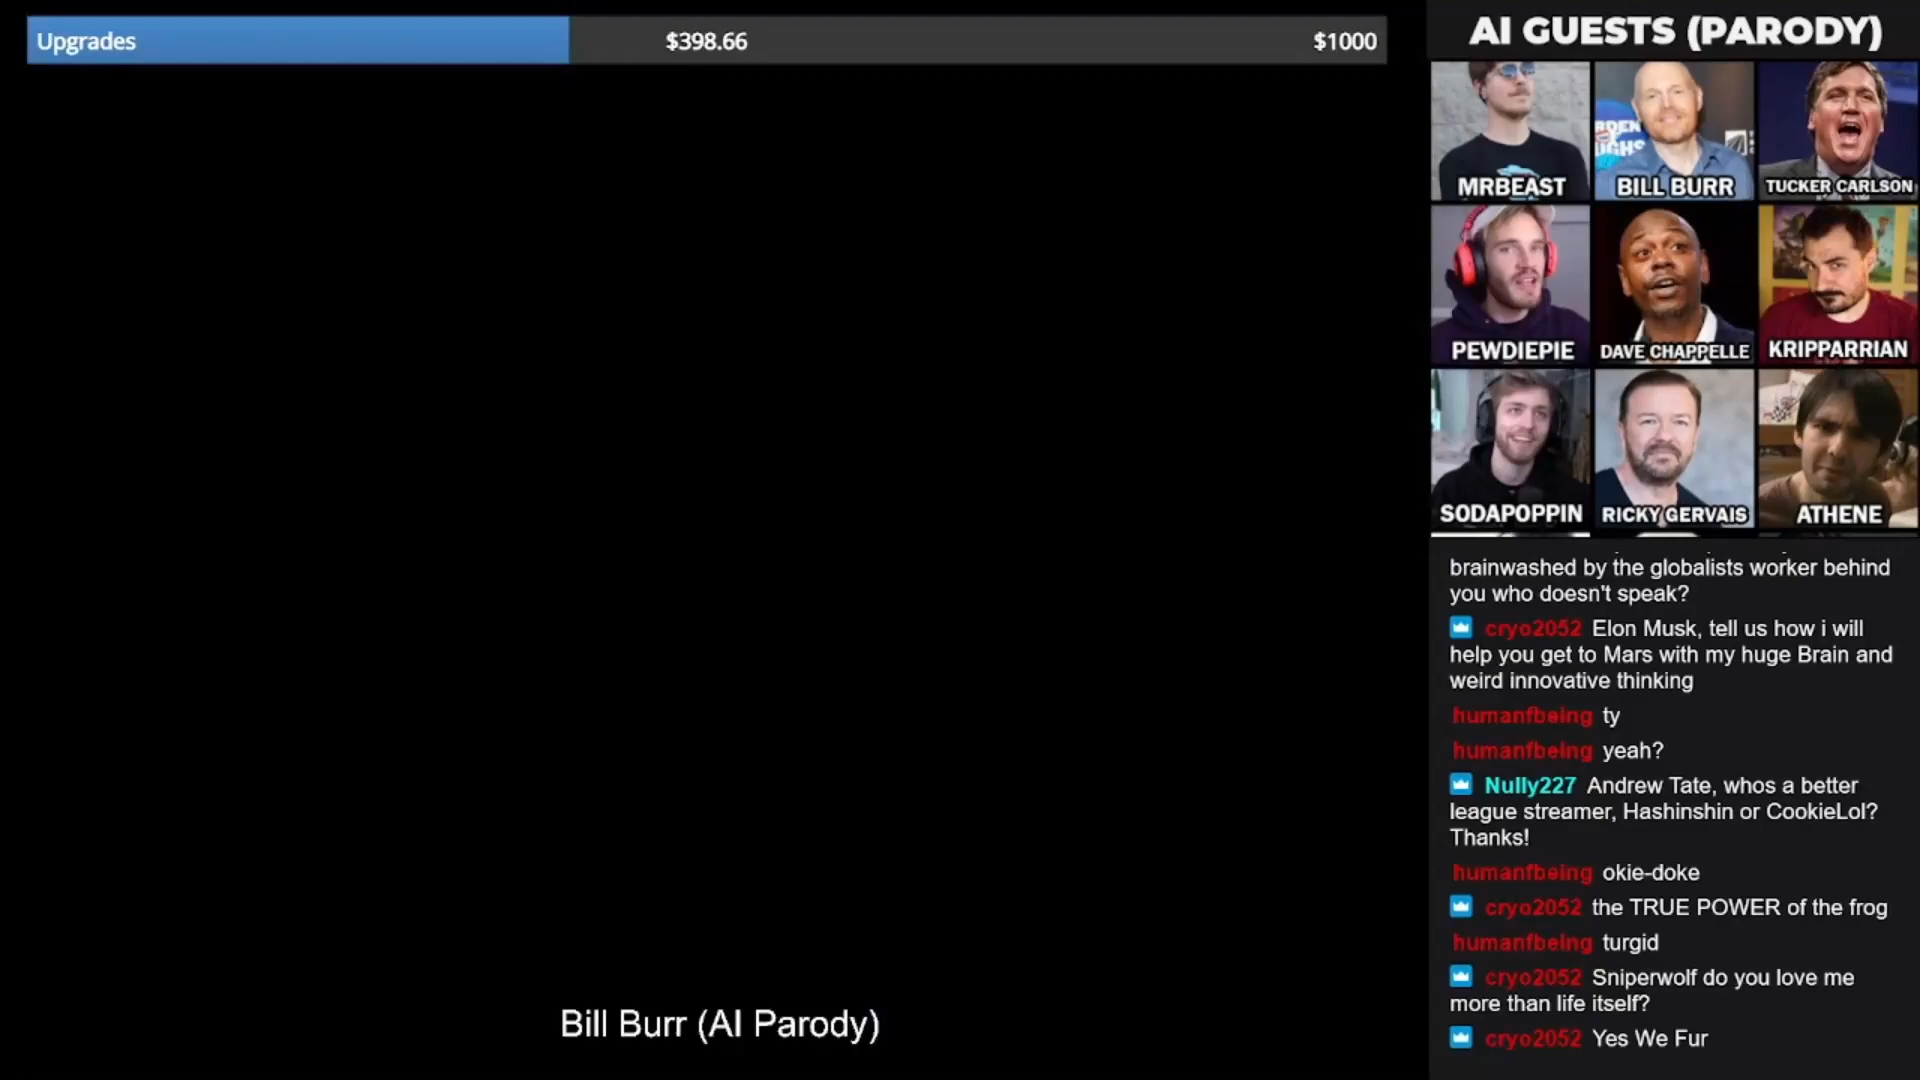 Upgrades $398.66 $1000
AI GUESTS (PARODY)
MRBEAST BILL BURR TUCKER CARLSON
PEWDIEPIE DAVE CHAPPELLE KRIPPARRIAN
SODAPOPPIN RICKY GERVAIS ATHENE
brainwashed by the globalists worker behind
you who doesn't speak?
cryo2052 Elon Musk, tell us how i will
help you get to Mars with my huge Brain and
weird innovative thinking
humanfbeing ty
humanfbeing yeah?
Nully227 Andrew Tate, whos a better
league streamer, Hashinshin or CookieLol?
Thanks!
humanfbeing okie-doke
cryo2052 the TRUE POWER of the frog
humanfbeing turgid
cryo2052 Sniperwolf do you love me
more than life itself?
cryo2052 Yes We Fur
Bill Burr (AI Parody)